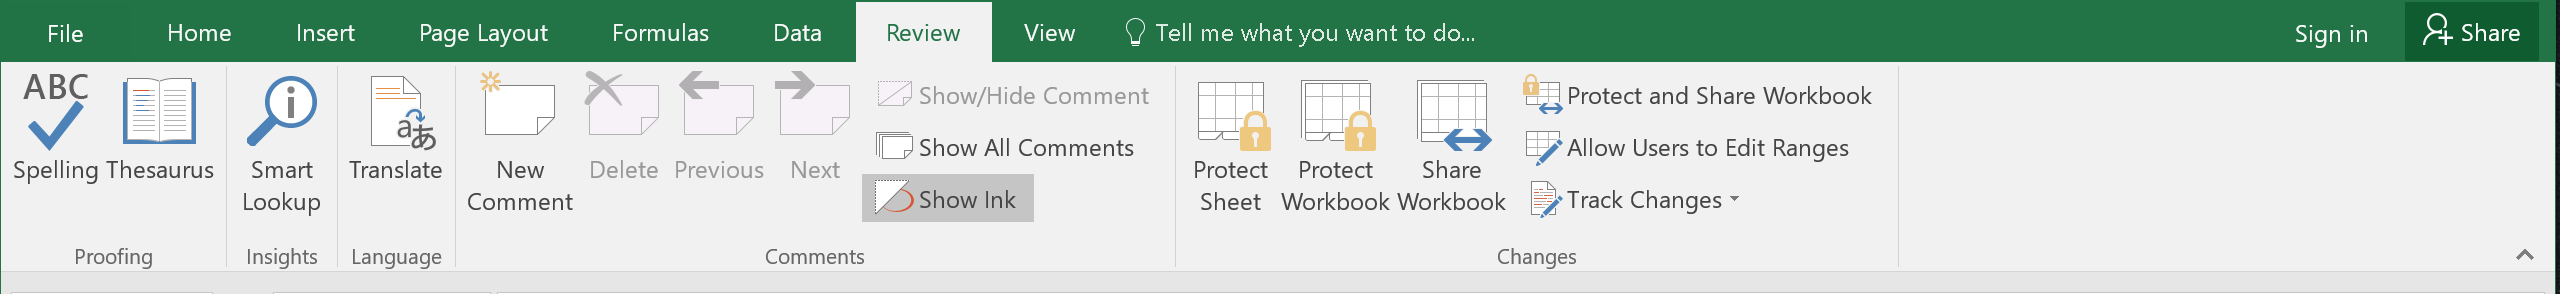 File Home Insert Page Layout Formulas Data Review View Tell me what you want to do... Sign in Share
ABC
Spelling
Thesaurus
Proofing
Smart
Lookup
Insights
aあ
Translate
Language
New
Comment
Delete
Previous
Next
Show/Hide Comment
Show All Comments
Show Ink
Comments
Protect
Sheet
Protect
Workbook
Share
Workbook
Protect and Share Workbook
Allow Users to Edit Ranges
Track Changes
Changes